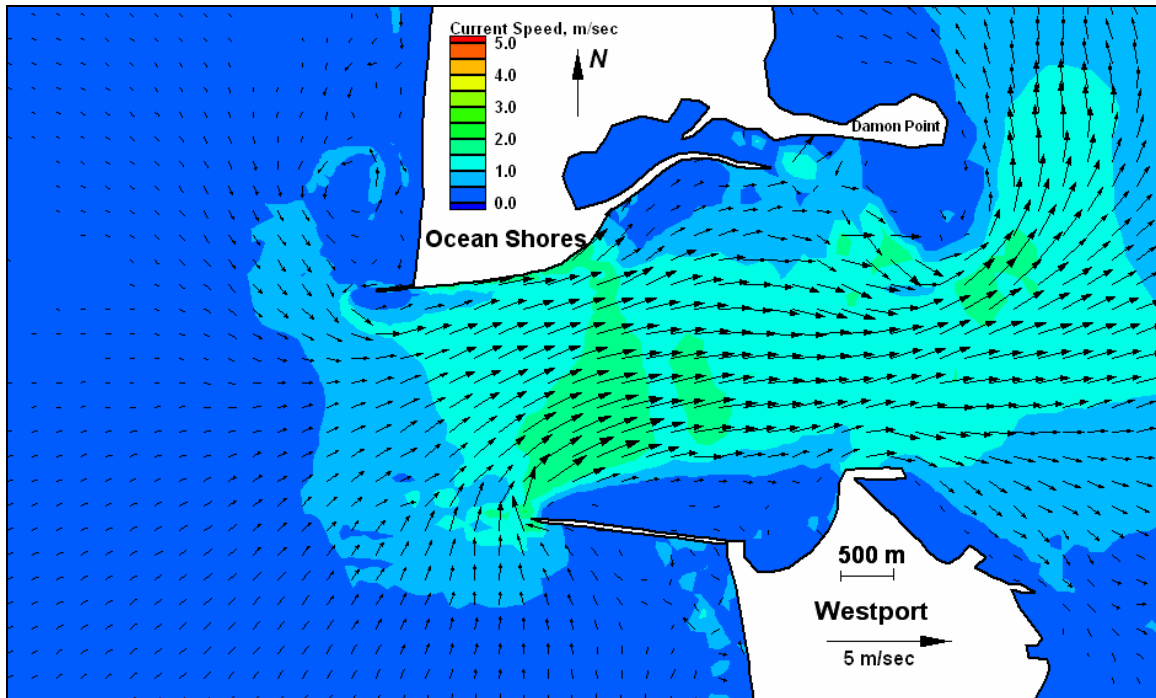 Current Speed, m/sec
5.0
4.0
3.0
2.0
1.0
0.0
N
Damon Point
Ocean Shores
500 m
Westport
5 m/sec